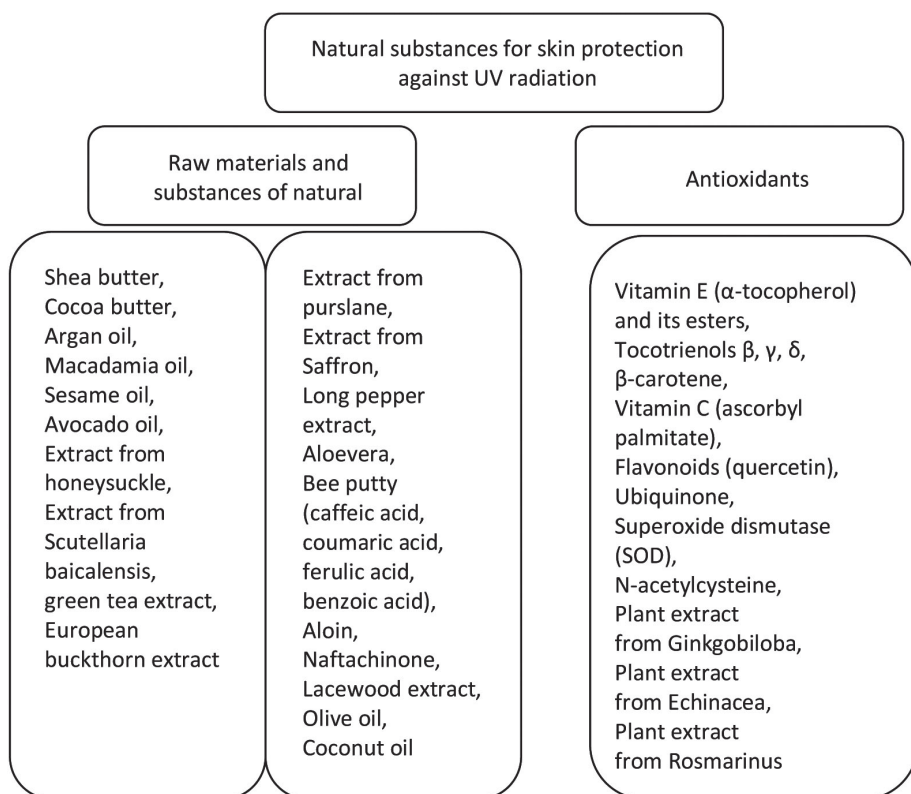 Natural substances for skin protection
against UV radiation
Raw materials and
substances of natural
Antioxidants
Shea butter,
Cocoa butter,
Argan oil,
Macadamia oil,
Sesame oil,
Avocado oil,
Extract from
honeysuckle,
Extract from
Scutellaria
baicalensis,
green tea extract,
European
buckthorn extract
Extract from
purslane,
Extract from
Saffron,
Long pepper
extract,
Aloevera,
Bee putty
(caffeic acid,
coumaric acid,
ferulic acid,
benzoic acid),
Aloin,
Naftachinone,
Lacewood extract,
Olive oil,
Coconut oil
Vitamin E (α-tocopherol)
and its esters,
Tocotrienols β, γ, δ,
β-carotene,
Vitamin C (ascorbyl
palmitate),
Flavonoids (quercetin),
Ubiquinone,
Superoxide dismutase
(SOD),
N-acetylcysteine,
Plant extract
from Ginkgobiloba,
Plant extract
from Echinacea,
Plant extract
from Rosmarinus